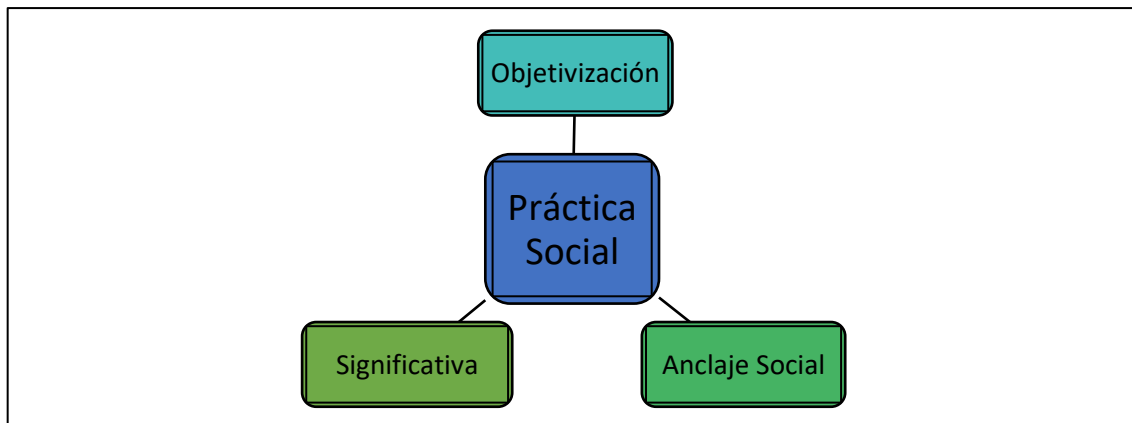 Objetivización
Práctica
Social
Significativa
Anclaje Social